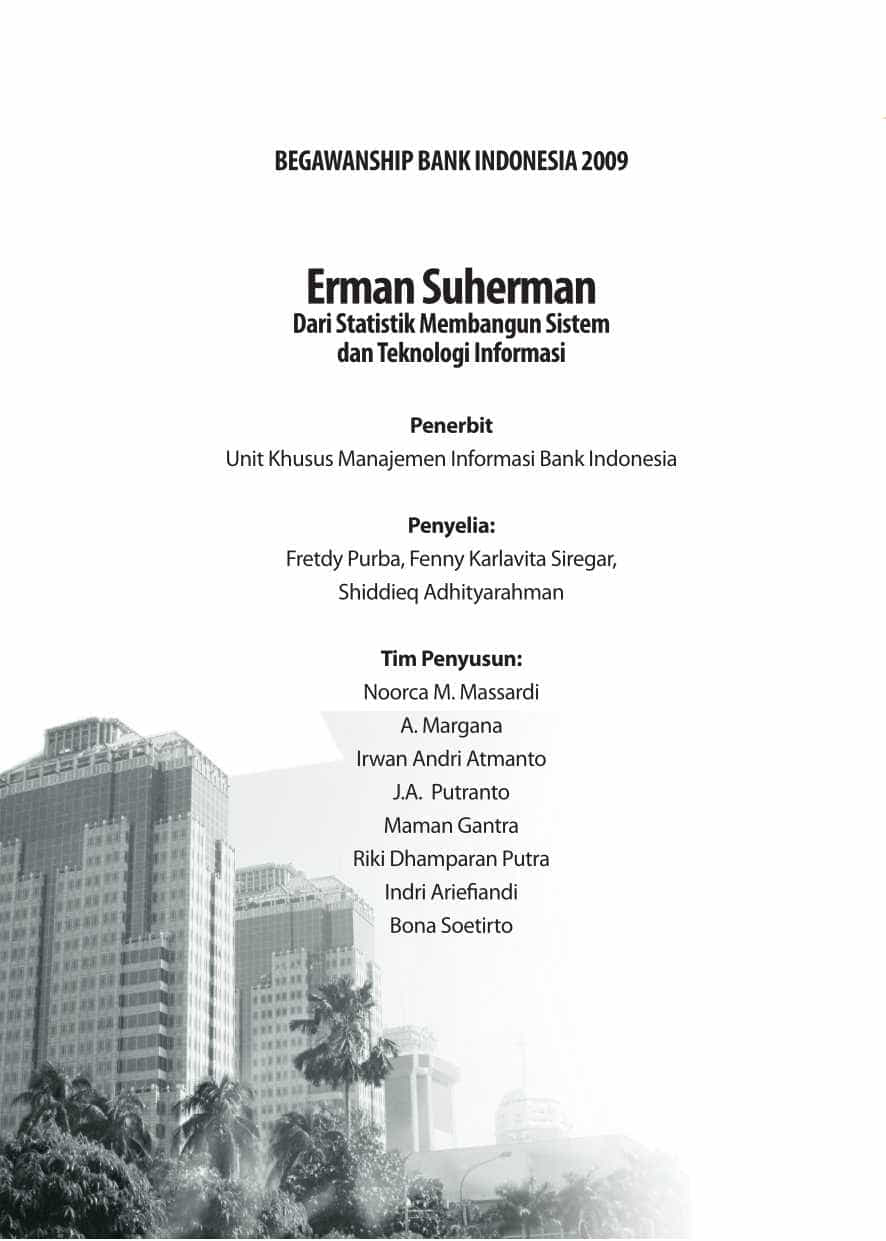 BEGAWANSHIP BANK INDONESIA 2009
Erman Suherman
Dari Statistik Membangun Sistem
dan Teknologi Informasi
Penerbit
Unit Khusus Manajemen Informasi Bank Indonesia
Penyelia:
Fretdy Purba, Fenny Karlavita Siregar,
Shiddieq Adhityarahman
Tim Penyusun:
Noorca M. Massardi
A. Margana
Irwan Andri Atmanto
J.A. Putranto
Maman Gantra
Riki Dhamparan Putra
Indri Ariefiandi
Bona Soetirto